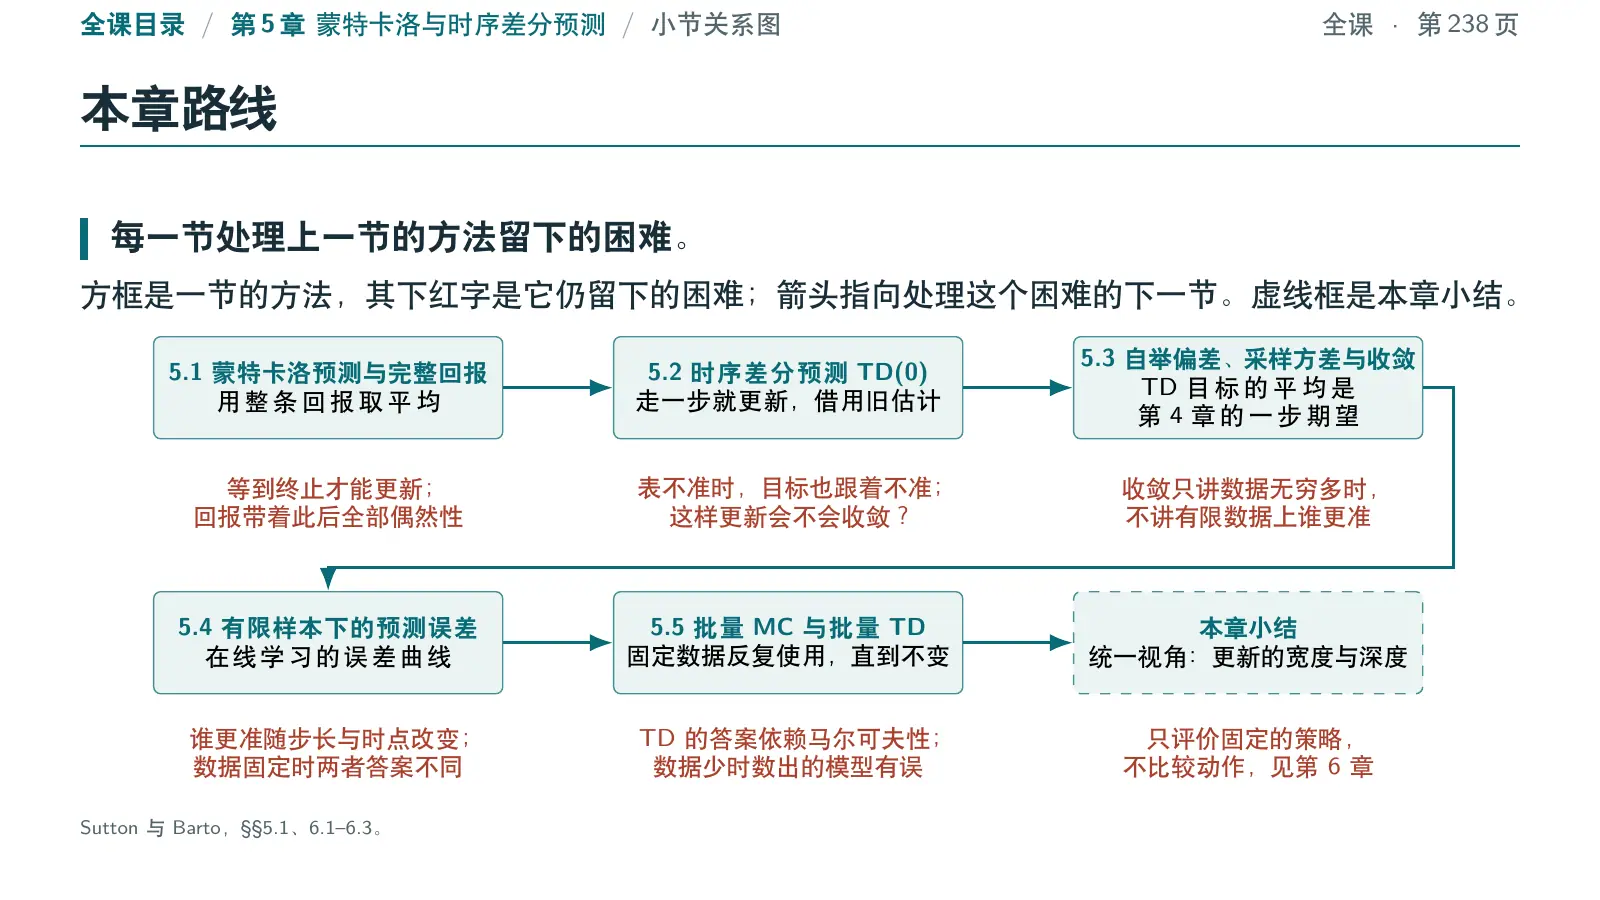 全课目录 / 第 5 章 蒙特卡洛与时序差分预测 / 小节关系图
全课 · 第 238 页
本章路线
每一节处理上一节的方法留下的困难。
方框是一节的方法，其下红字是它仍留下的困难；箭头指向处理这个困难的下一节。虚线框是本章小结。
5.1 蒙特卡洛预测与完整回报
用整条回报取平均
5.2 时序差分预测 TD(0)
走一步就更新，借用旧估计
5.3 自举偏差、采样方差与收敛
TD 目标的平均是
第 4 章的一步期望
等到终止才能更新；
回报带着此后全部偶然性
表不准时，目标也跟着不准；
这样更新会不会收敛？
收敛只讲数据无穷多时，
不讲有限数据上谁更准
5.4 有限样本下的预测误差
在线学习的误差曲线
5.5 批量 MC 与批量 TD
固定数据反复使用，直到不变
本章小结
统一视角：更新的宽度与深度
谁更准随步长与时点改变；
数据固定时两者答案不同
TD 的答案依赖马尔可夫性；
数据少时数出的模型有误
只评价固定的策略，
不比较动作，见第 6 章
Sutton 与 Barto，§§5.1、6.1–6.3。